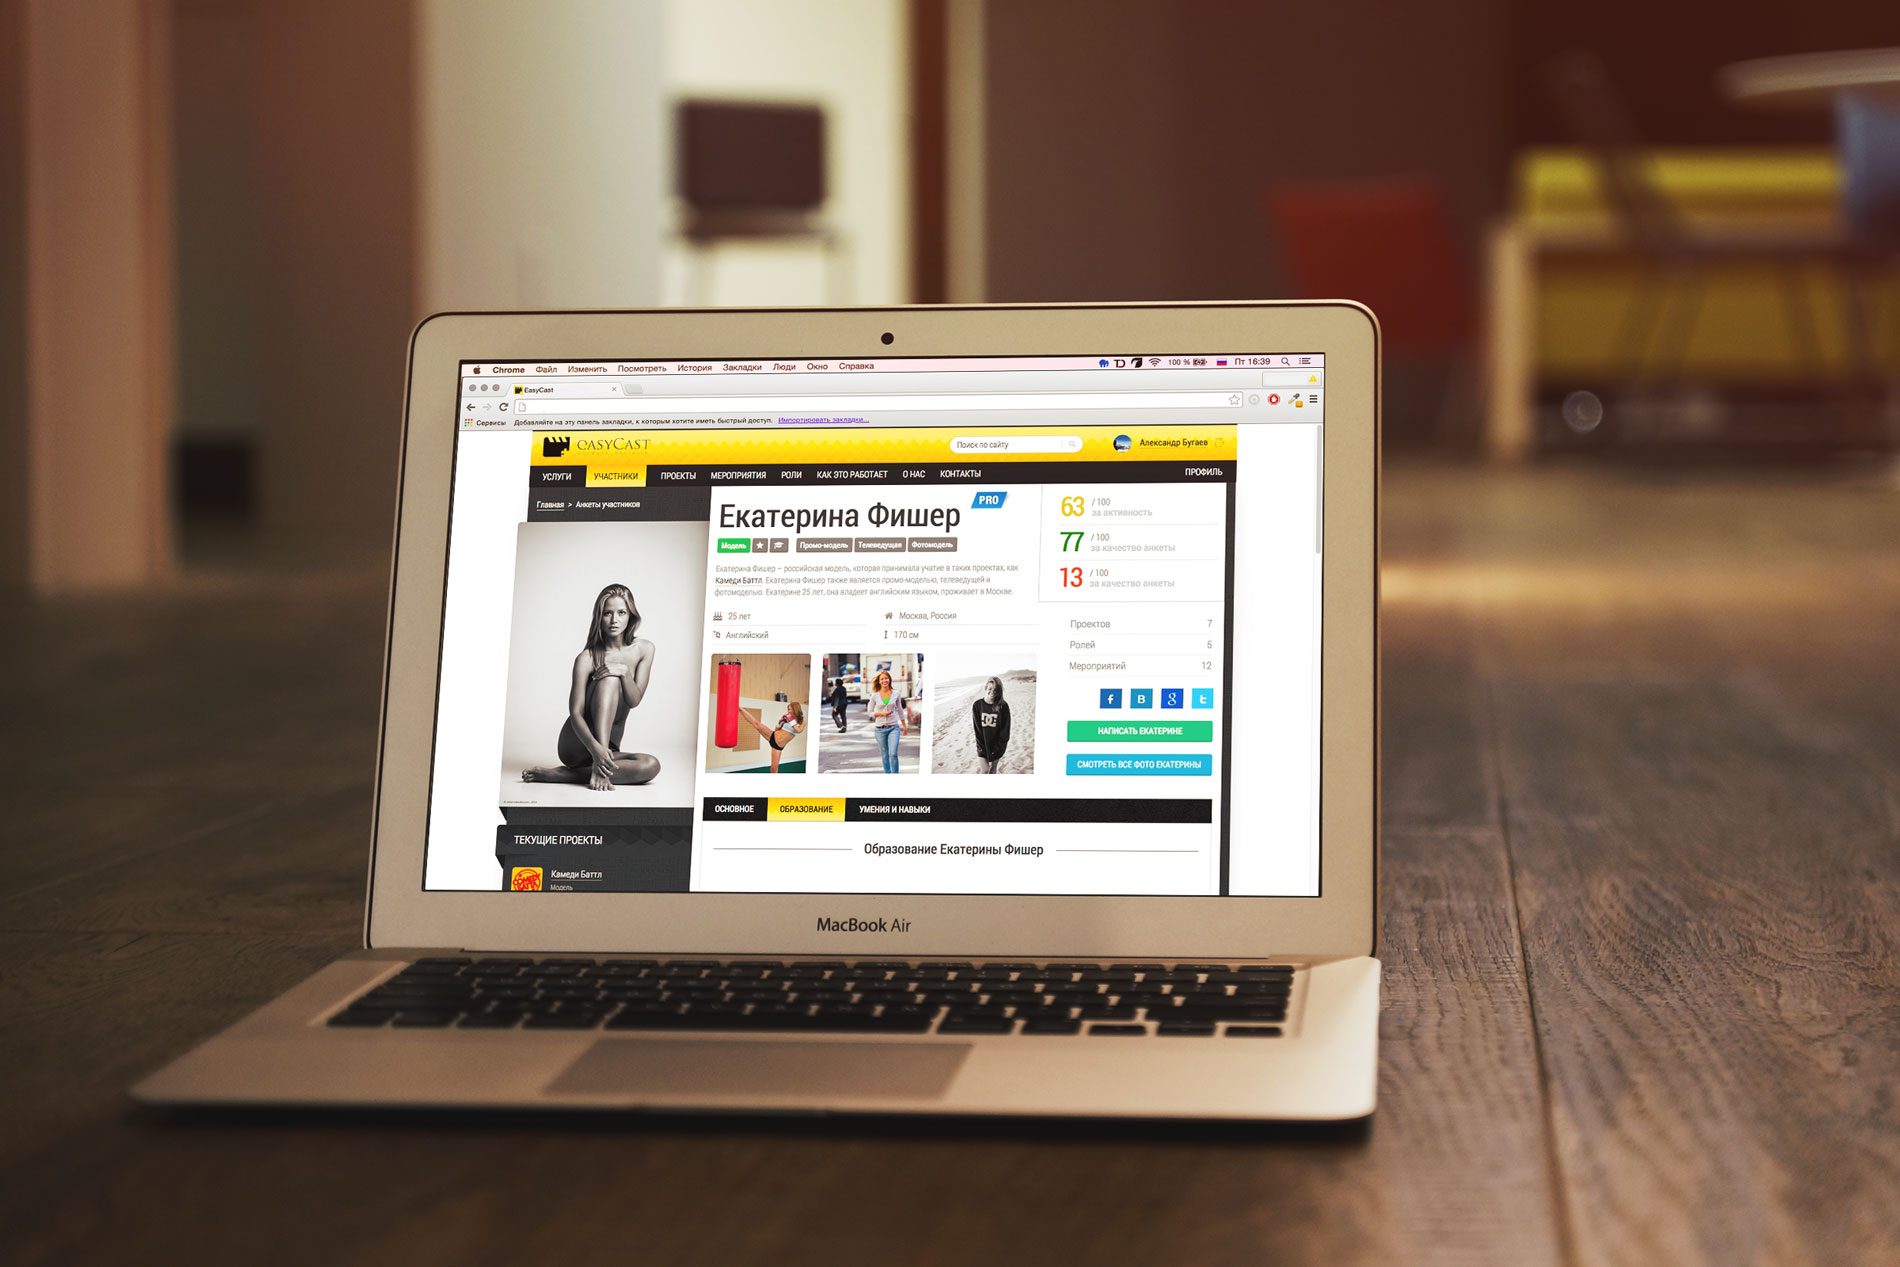 Chrome Файл Изменить Посмотреть История Закладки Люди Окно Справка 100 % Пт 16:39
EasyCast
Сервисы Добавляйте на эту панель закладки, к которым хотите иметь быстрый доступ. Импортировать закладки...
EASYCAST Поиск по сайту Александр Бугаев
УСЛУГИ УЧАСТНИКИ ПРОЕКТЫ МЕРОПРИЯТИЯ РОЛИ КАК ЭТО РАБОТАЕТ О НАС КОНТАКТЫ ПРОФИЛЬ
Главная > Анкеты участников
Екатерина Фишер PRO
Модель Промо-модель Телеведущая Фотомодель
Екатерина Фишер – российская модель, которая принимала учатие в таких проектах, как
Камеди Баттл. Екатерина Фишер также является промо-моделью, телеведущей и
фотомоделью. Екатерине 25 лет, она владеет английским языком, проживает в Москве.
25 лет Москва, Россия
Английский 170 см
63 / 100
за активность
77 / 100
за качество анкеты
13 / 100
за качество анкеты
Проектов 7
Ролей 5
Мероприятий 12
f B g t
НАПИСАТЬ ЕКАТЕРИНЕ
СМОТРЕТЬ ВСЕ ФОТО ЕКАТЕРИНЫ
DC
ОСНОВНОЕ ОБРАЗОВАНИЕ УМЕНИЯ И НАВЫКИ
Образование Екатерины Фишер
ТЕКУЩИЕ ПРОЕКТЫ
Камеди Баттл
Модель
MacBook Air